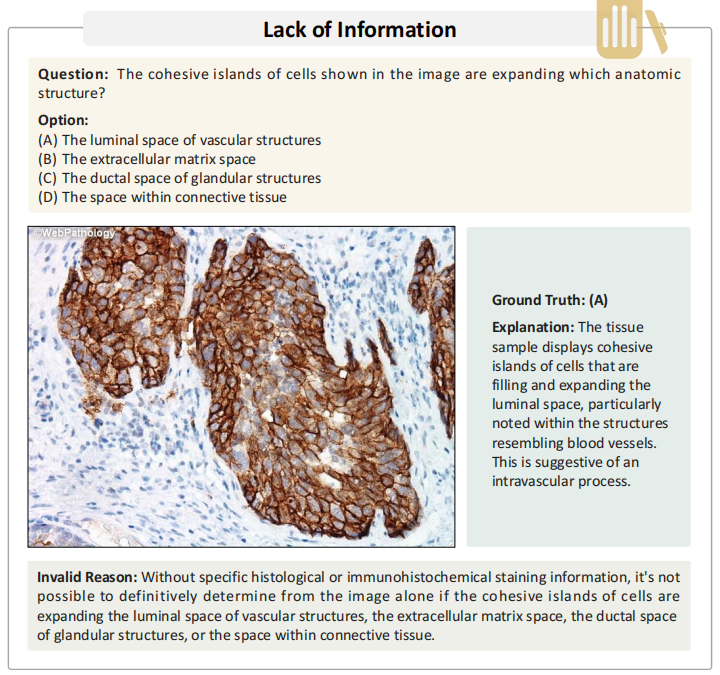 Lack of Information
Question: The cohesive islands of cells shown in the image are expanding which anatomic
structure?
Option:
(A) The luminal space of vascular structures
(B) The extracellular matrix space
(C) The ductal space of glandular structures
(D) The space within connective tissue
©WebPathology
Ground Truth: (A)
Explanation: The
tissue
sample displays cohesive
islands of cells that are
filling and expanding the
luminal space, particularly
noted within the structures
resembling blood vessels.
This is suggestive of an
intravascular process.
Invalid Reason: Without specific histological or immunohistochemical staining information, it's not
possible to definitively determine from the image alone if the cohesive islands of cells are
expanding the luminal space of vascular structures, the extracellular matrix space, the ductal space
of glandular structures, or the space within connective tissue.